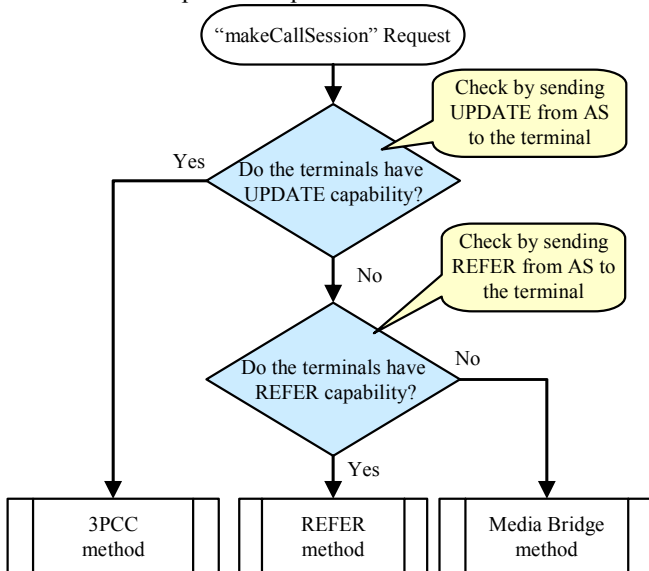 “makeCallSession” Request
Check by sending
UPDATE from AS
to the terminal
Yes
Do the terminals have
UPDATE capability?
Check by sending
REFER from AS to
the terminal
No
Do the terminals have
REFER capability?
No
Yes
3PCC
method
REFER
method
Media Bridge
method